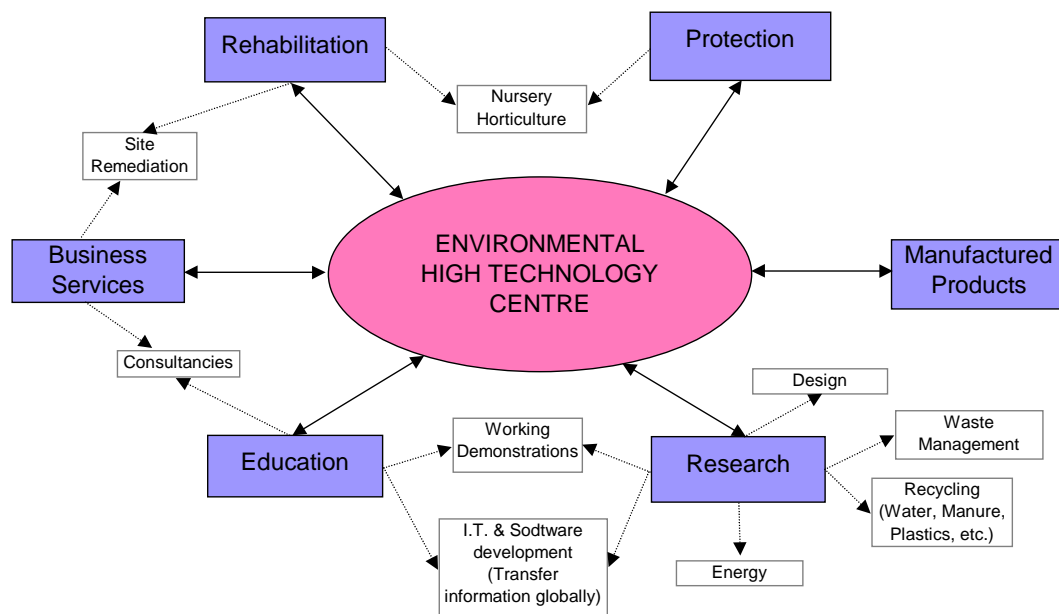 Rehabilitation
Protection
Nursery
Horticulture
Site
Remediation
Business
Services
ENVIRONMENTAL
HIGH TECHNOLOGY
CENTRE
Manufactured
Products
Consultancies
Design
Education
Working
Demonstrations
Research
Waste
Management
Recycling
(Water, Manure,
Plastics, etc.)
I.T. & Sodtware
development
(Transfer
information globally)
Energy